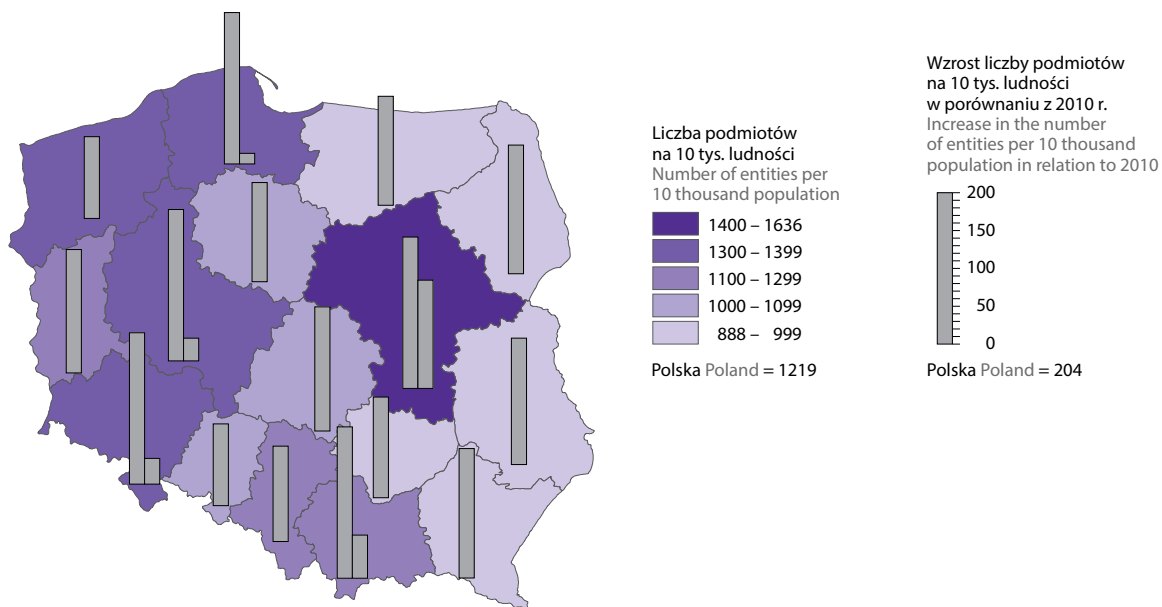 Liczba podmiotów
na 10 tys. ludności
Number of entities per
10 thousand population
1400 – 1636
1300 – 1399
1100 – 1299
1000 – 1099
888 – 999
Polska Poland = 1219
Wzrost liczby podmiotów
na 10 tys. ludności
w porównaniu z 2010 r.
Increase in the number
of entities per 10 thousand
population in relation to 2010
200
150
100
50
0
Polska Poland = 204